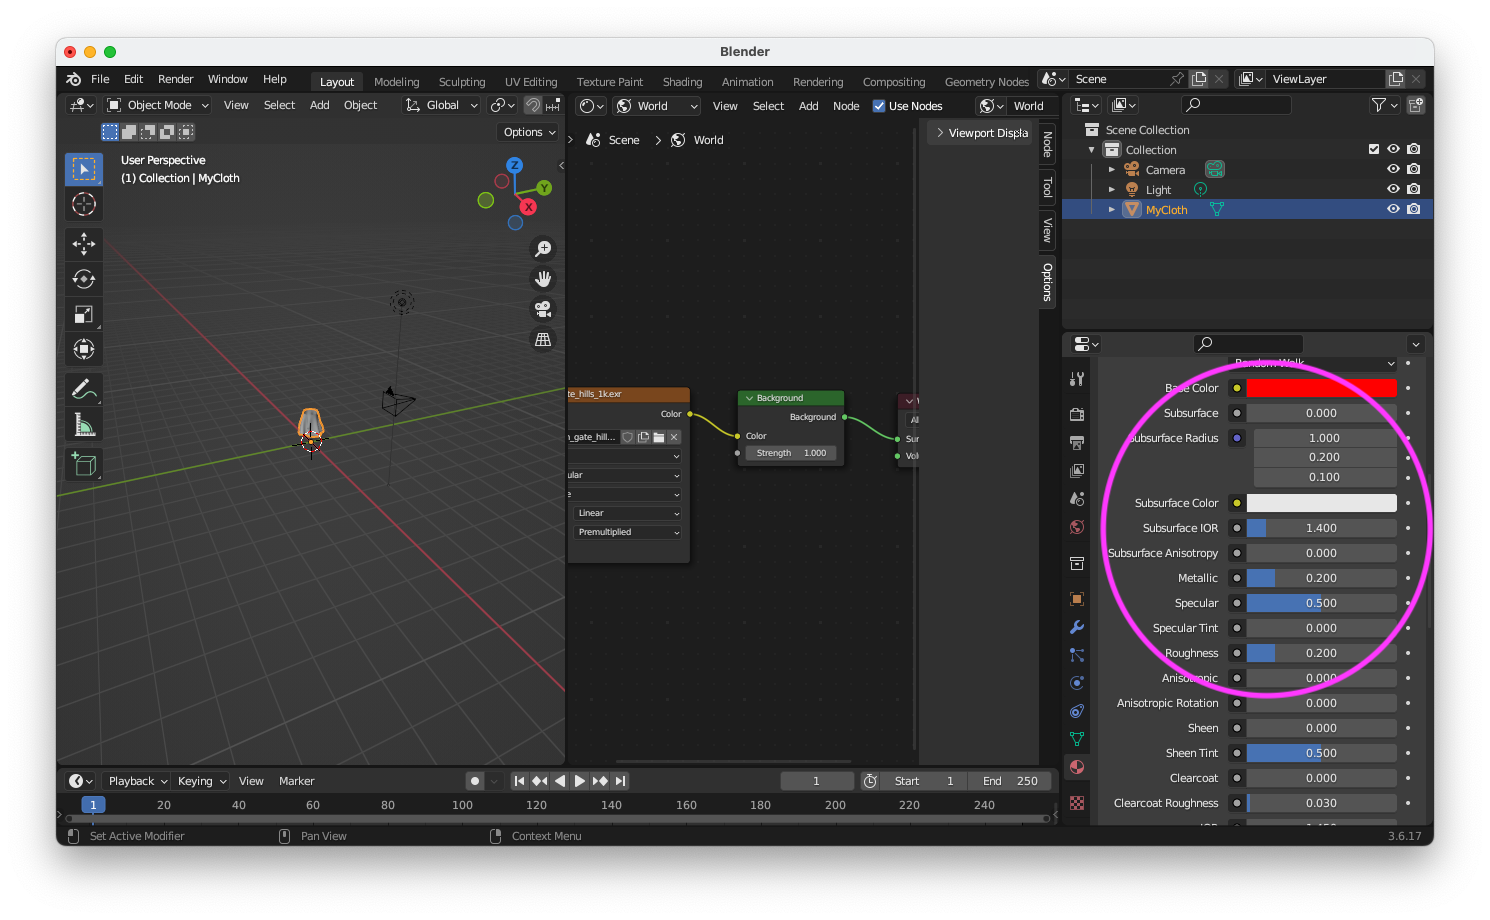 Blender
File Edit Render Window Help Layout Modeling Sculpting UV Editing Texture Paint Shading Animation Rendering Compositing Geometry Nodes Scene ViewLayer
Object Mode View Select Add Object Global
World View Select Add Node Use Nodes World
Options
User Perspective
(1) Collection | MyCloth
Z
Y
X
Scene World
Viewport Displa
Node
Tool
View
Options
te_hills_1k.exr
Color
n_gate_hill...
ular
e
Linear
Premultiplied
Background
Background
Color
Strength 1.000
Al
Sur
Volu
Scene Collection
Collection
Camera
Light
MyCloth
Random Walk
Base Color
Subsurface 0.000
Subsurface Radius 1.000
0.200
0.100
Subsurface Color
Subsurface IOR 1.400
Subsurface Anisotropy 0.000
Metallic 0.200
Specular 0.500
Specular Tint 0.000
Roughness 0.200
Anisotropic 0.000
Anisotropic Rotation 0.000
Sheen 0.000
Sheen Tint 0.500
Clearcoat 0.000
Clearcoat Roughness 0.030
IOR 1.450
Playback Keying View Marker 1 Start 1 End 250
1 20 40 60 80 100 120 140 160 180 200 220 240
Set Active Modifier Pan View Context Menu 3.6.17